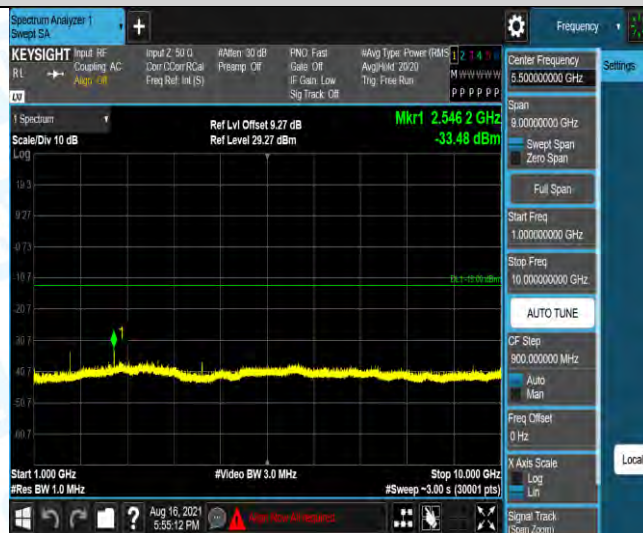 Spectrum Analyzer 1
Swept SA
+
Frequency
KEYSIGHT
RL
Input: RF
Coupling: AC
Align: Off
Input Z: 50 Ω
Corr CCorr RCal
Freq Ref: Int (S)
#Atten: 30 dB
Preamp: Off
PNO: Fast
Gate: Off
IF Gain: Low
Sig Track: Off
#Avg Type: Power (RMS
Avg|Hold: 20/20
Trig: Free Run
1 2 3 4 5 6
M W W W W W
P P P P P P
LXI
1 Spectrum
Scale/Div 10 dB
Log
Ref Lvl Offset 9.27 dB
Ref Level 29.27 dBm
Mkr1 2.546 2 GHz
-33.48 dBm
19.3
9.27
-0.73
-10.7
-20.7
-30.7
-40.7
-50.7
-60.7
DL1 -13.00 dBm
1
Start 1.000 GHz
#Res BW 1.0 MHz
#Video BW 3.0 MHz
Stop 10.000 GHz
#Sweep ~3.00 s (30001 pts)
?
Aug 16, 2021
5:55:12 PM
Center Frequency
5.500000000 GHz
Settings
Span
9.00000000 GHz
Swept Span
Zero Span
Full Span
Start Freq
1.000000000 GHz
Stop Freq
10.000000000 GHz
AUTO TUNE
CF Step
900.000000 MHz
Auto
Man
Freq Offset
0 Hz
X Axis Scale
Log
Lin
Local
Signal Track
(Span Zoom)